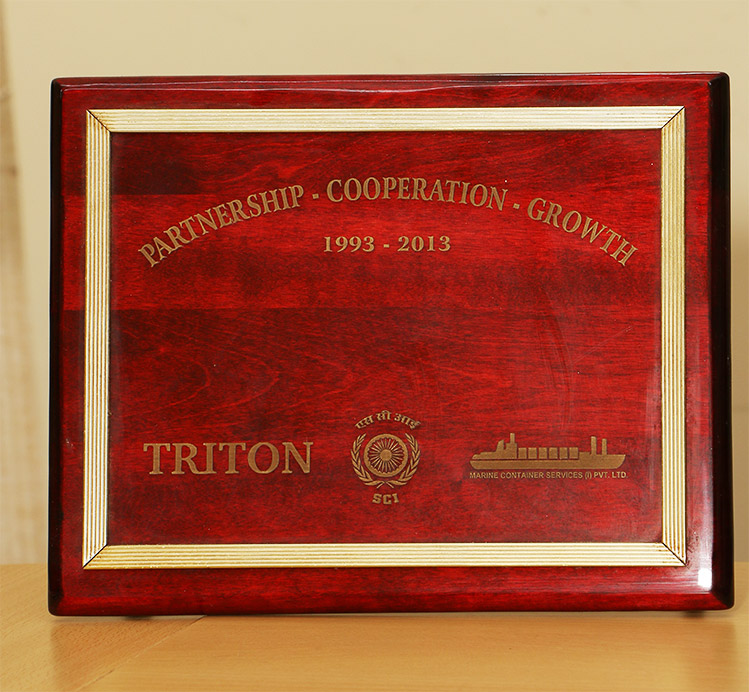 PARTNERSHIP - COOPERATION - GROWTH
1993 - 2013
TRITON
एस सी आई
SCI
MARINE CONTAINER SERVICES (I) PVT. LTD.